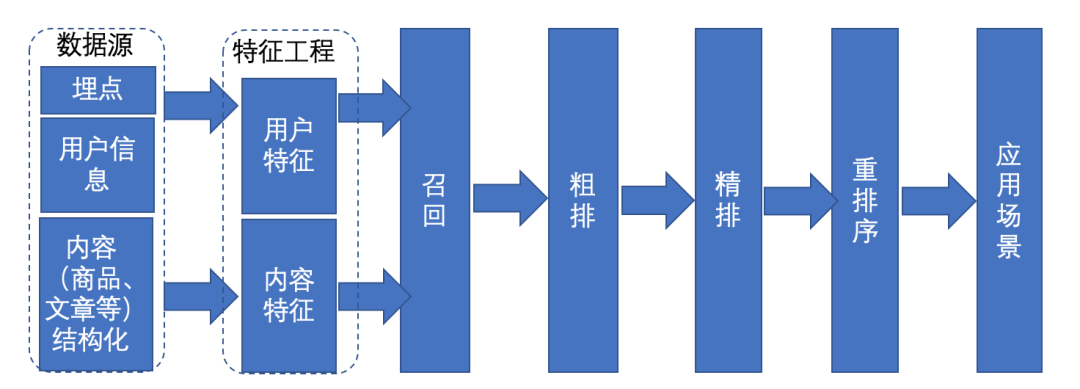 数据源
埋点
用户信
息
内容
（商品、
文章等）
结构化
特征工程
用户
特征
内容
特征
召
回
粗
排
精
排
重
排
序
应
用
场
景